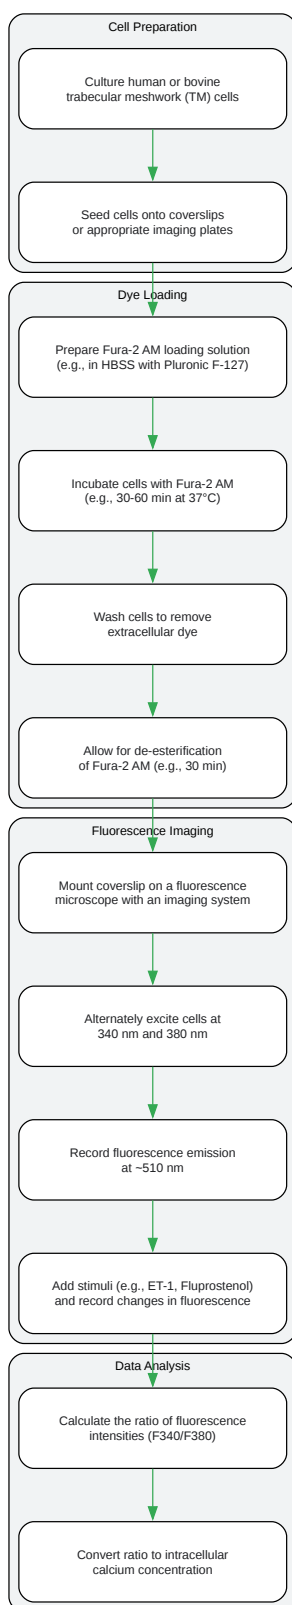 Cell Preparation
Culture human or bovine
trabecular meshwork (TM) cells
Seed cells onto coverslips
or appropriate imaging plates
Dye Loading
Prepare Fura-2 AM loading solution
(e.g., in HBSS with Pluronic F-127)
Incubate cells with Fura-2 AM
(e.g., 30-60 min at 37°C)
Wash cells to remove
extracellular dye
Allow for de-esterification
of Fura-2 AM (e.g., 30 min)
Fluorescence Imaging
Mount coverslip on a fluorescence
microscope with an imaging system
Alternately excite cells at
340 nm and 380 nm
Record fluorescence emission
at ~510 nm
Add stimuli (e.g., ET-1, Fluprostenol)
and record changes in fluorescence
Data Analysis
Calculate the ratio of fluorescence
intensities (F340/F380)
Convert ratio to intracellular
calcium concentration